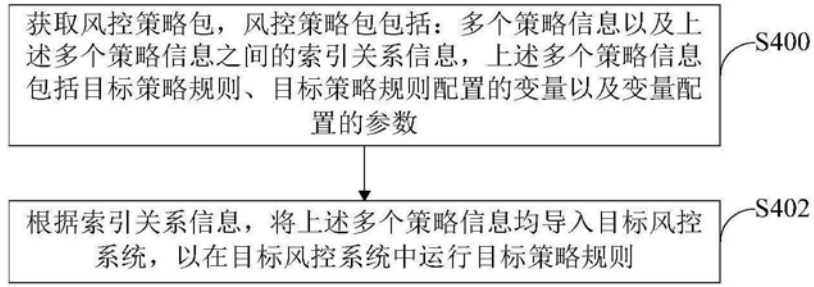 获取风控策略包，风控策略包包括：多个策略信息以及上
述多个策略信息之间的索引关系信息，上述多个策略信息
包括目标策略规则、目标策略规则配置的变量以及变量配
置的参数
S400
根据索引关系信息，将上述多个策略信息均导入目标风控
系统，以在目标风控系统中运行目标策略规则
S402